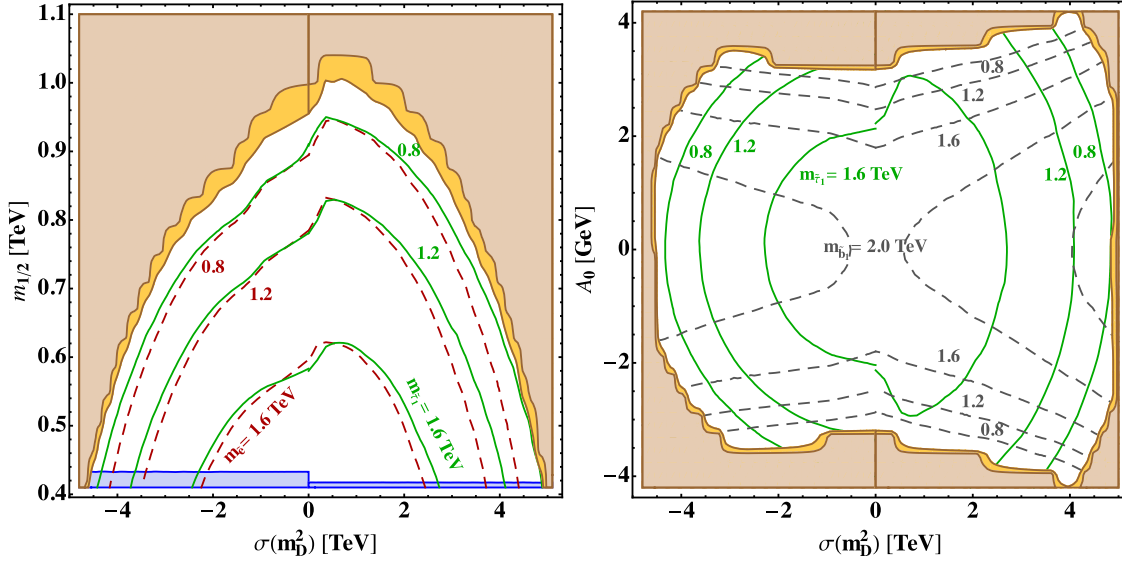 1.1
1.0
0.9
0.8
0.7
0.6
0.5
0.4
m1/2 [TeV]
0.8
0.8
1.2
1.2
mẽ = 1.6 TeV
mτ̃1 = 1.6 TeV
−4 −2 0 2 4
σ(m²D) [TeV]
4
2
0
−2
−4
A0 [GeV]
0.8
1.2
0.8
1.2
1.6
0.8
1.2
mτ̃1 = 1.6 TeV
mb̃1 = 2.0 TeV
1.6
1.2
0.8
−4 −2 0 2 4
σ(m²D) [TeV]